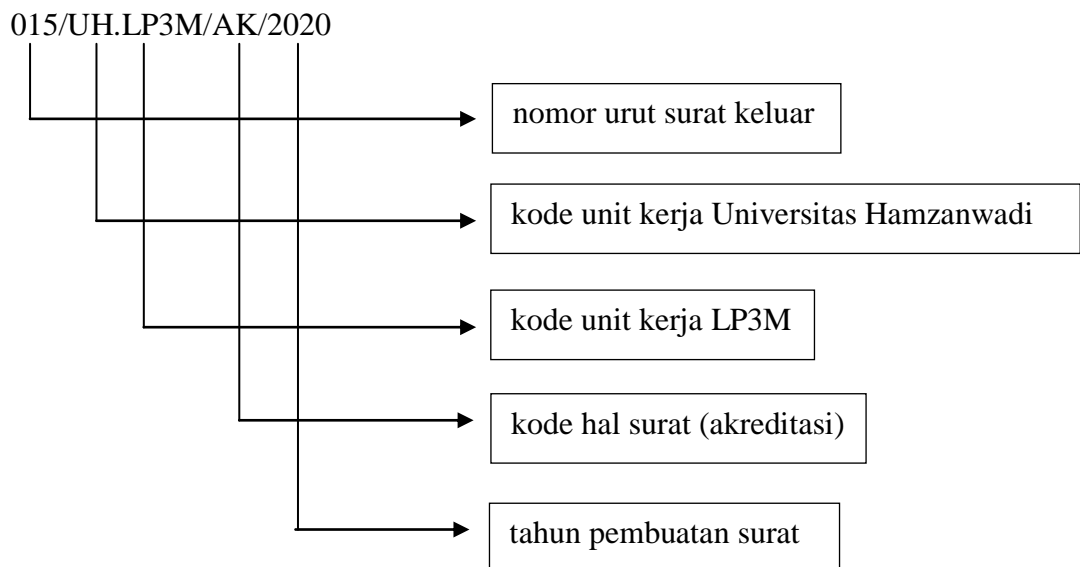 015/UH.LP3M/AK/2020
nomor urut surat keluar
kode unit kerja Universitas Hamzanwadi
kode unit kerja LP3M
kode hal surat (akreditasi)
tahun pembuatan surat